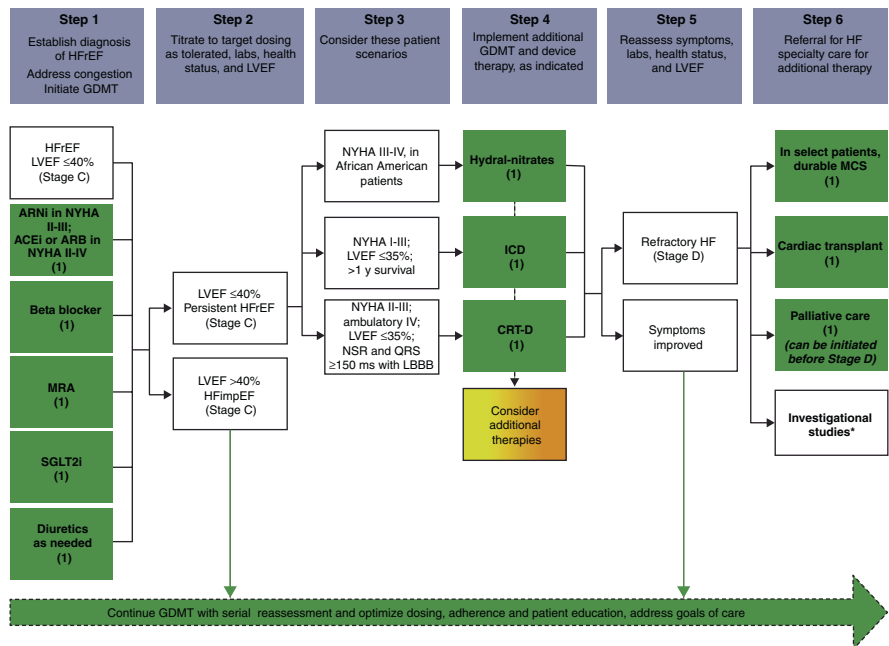 Step 1
Establish diagnosis
of HFrEF
Address congestion
Initiate GDMT
Step 2
Titrate to target dosing
as tolerated, labs, health
status, and LVEF
Step 3
Consider these patient
scenarios
Step 4
Implement additional
GDMT and device
therapy, as indicated
Step 5
Reassess symptoms,
labs, health status,
and LVEF
Step 6
Referral for HF
specialty care for
additional therapy
HFrEF
LVEF ≤40%
(Stage C)
ARNi in NYHA
II-III;
ACEi or ARB in
NYHA II-IV
(1)
Beta blocker
(1)
MRA
(1)
SGLT2i
(1)
Diuretics
as needed
(1)
LVEF ≤40%
Persistent HFrEF
(Stage C)
LVEF >40%
HFimpEF
(Stage C)
NYHA III-IV, in
African American
patients
NYHA I-III;
LVEF ≤35%;
>1 y survival
NYHA II-III;
ambulatory IV;
LVEF ≤35%;
NSR and QRS
≥150 ms with LBBB
Hydral-nitrates
(1)
ICD
(1)
CRT-D
(1)
Consider
additional
therapies
Refractory HF
(Stage D)
Symptoms
improved
In select patients,
durable MCS
(1)
Cardiac transplant
(1)
Palliative care
(1)
(can be initiated
before Stage D)
Investigational
studies*
Continue GDMT with serial reassessment and optimize dosing, adherence and patient education, address goals of care